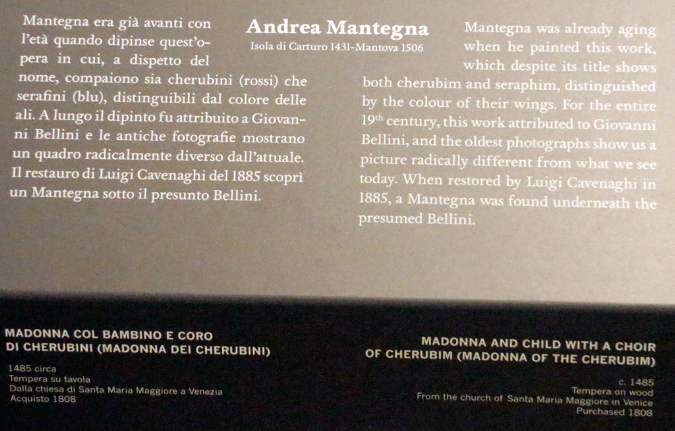 Andrea Mantegna
Isola di Carturo 1431-Mantova 1506
Mantegna era già avanti con
l'età quando dipinse quest'o-
pera in cui, a dispetto del
nome, compaiono sia cherubini (rossi) che
serafini (blu), distinguibili dal colore delle
ali. A lungo il dipinto fu attribuito a Giovan-
ni Bellini e le antiche fotografie mostrano
un quadro radicalmente diverso dall'attuale.
Il restauro di Luigi Cavenaghi del 1885 scoprì
un Mantegna sotto il presunto Bellini.
Mantegna was already aging
when he painted this work,
which despite its title shows
both cherubim and seraphim, distinguished
by the colour of their wings. For the entire
19th century, this work attributed to Giovanni
Bellini, and the oldest photographs show us a
picture radically different from what we see
today. When restored by Luigi Cavenaghi in
1885, a Mantegna was found underneath the
presumed Bellini.
MADONNA COL BAMBINO E CORO
DI CHERUBINI (MADONNA DEI CHERUBINI)
1485 circa
Tempera su tavola
Dalla chiesa di Santa Maria Maggiore a Venezia
Acquisto 1808
MADONNA AND CHILD WITH A CHOIR
OF CHERUBIM (MADONNA OF THE CHERUBIM)
c. 1485
Tempera on wood
From the church of Santa Maria Maggiore in Venice
Purchased 1808